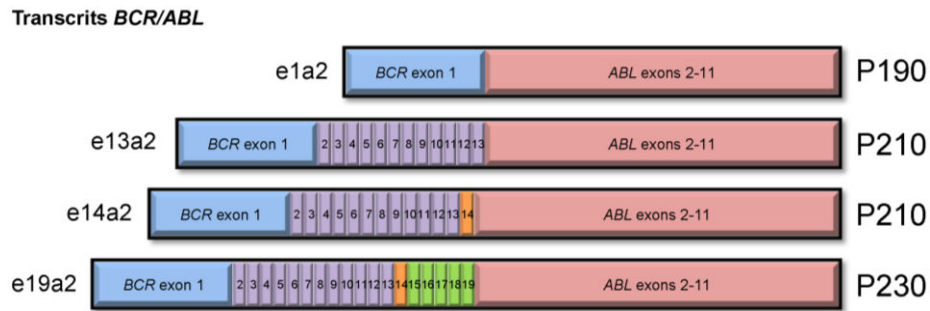 Transcrits BCR/ABL
e1a2 BCR exon 1 ABL exons 2-11 P190
e13a2 BCR exon 1 2 3 4 5 6 7 8 9 10 11 12 13 ABL exons 2-11 P210
e14a2 BCR exon 1 2 3 4 5 6 7 8 9 10 11 12 13 14 ABL exons 2-11 P210
e19a2 BCR exon 1 2 3 4 5 6 7 8 9 10 11 12 13 14 15 16 17 18 19 ABL exons 2-11 P230